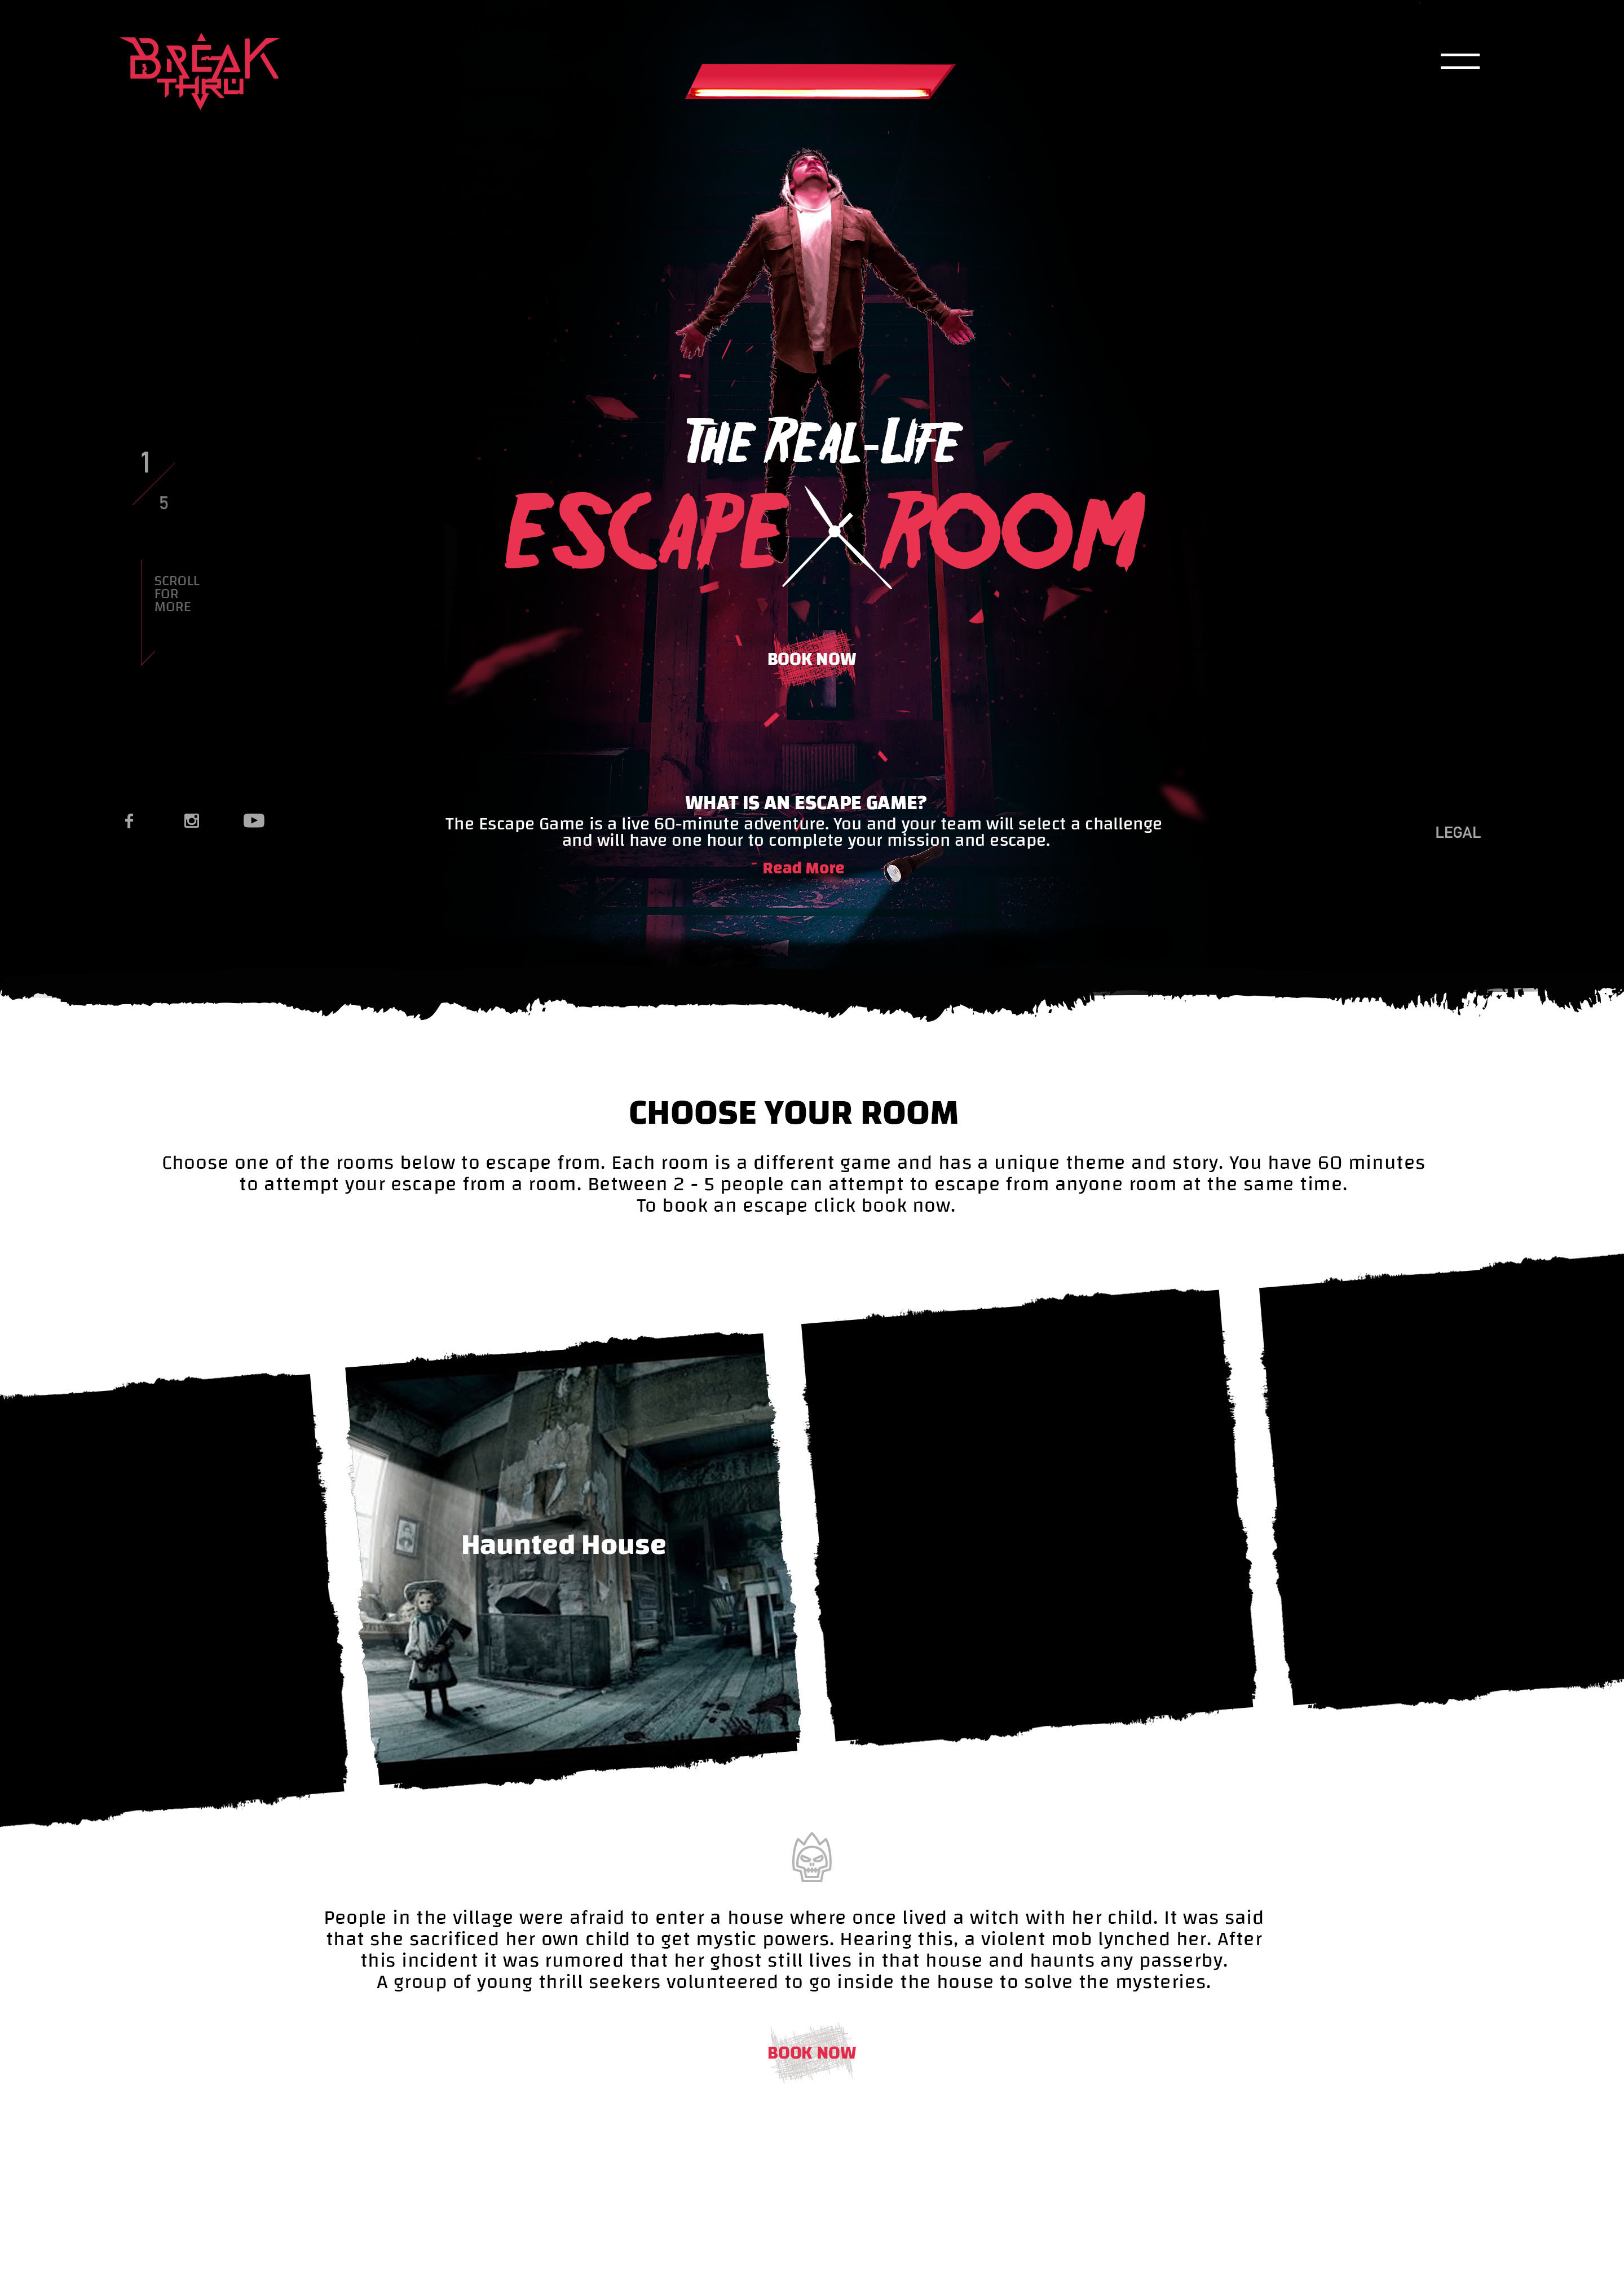 BREAK
THRU
THE REAL-LIFE
ESCAPE ROOM
1
5
SCROLL
FOR
MORE
BOOK NOW
WHAT IS AN ESCAPE GAME?
The Escape Game is a live 60-minute adventure. You and your team will select a challenge
and will have one hour to complete your mission and escape.
Read More
LEGAL
CHOOSE YOUR ROOM
Choose one of the rooms below to escape from. Each room is a different game and has a unique theme and story. You have 60 minutes
to attempt your escape from a room. Between 2 - 5 people can attempt to escape from anyone room at the same time.
To book an escape click book now.
Haunted House
People in the village were afraid to enter a house where once lived a witch with her child. It was said
that she sacrificed her own child to get mystic powers. Hearing this, a violent mob lynched her. After
this incident it was rumored that her ghost still lives in that house and haunts any passerby.
A group of young thrill seekers volunteered to go inside the house to solve the mysteries.
BOOK NOW